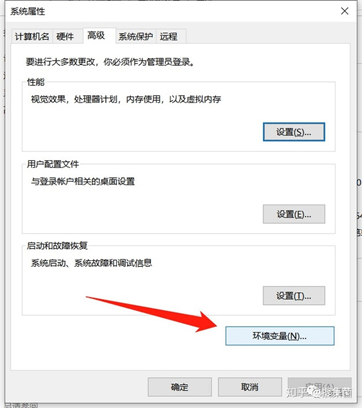 系统属性
计算机名 硬件 高级 系统保护 远程
要进行大多数更改，你必须作为管理员登录。
性能
视觉效果，处理器计划，内存使用，以及虚拟内存
设置(S)...
用户配置文件
与登录帐户相关的桌面设置
设置(E)...
启动和故障恢复
系统启动、系统故障和调试信息
设置(T)...
环境变量(N)...
确定 取消 应用(A)
知乎